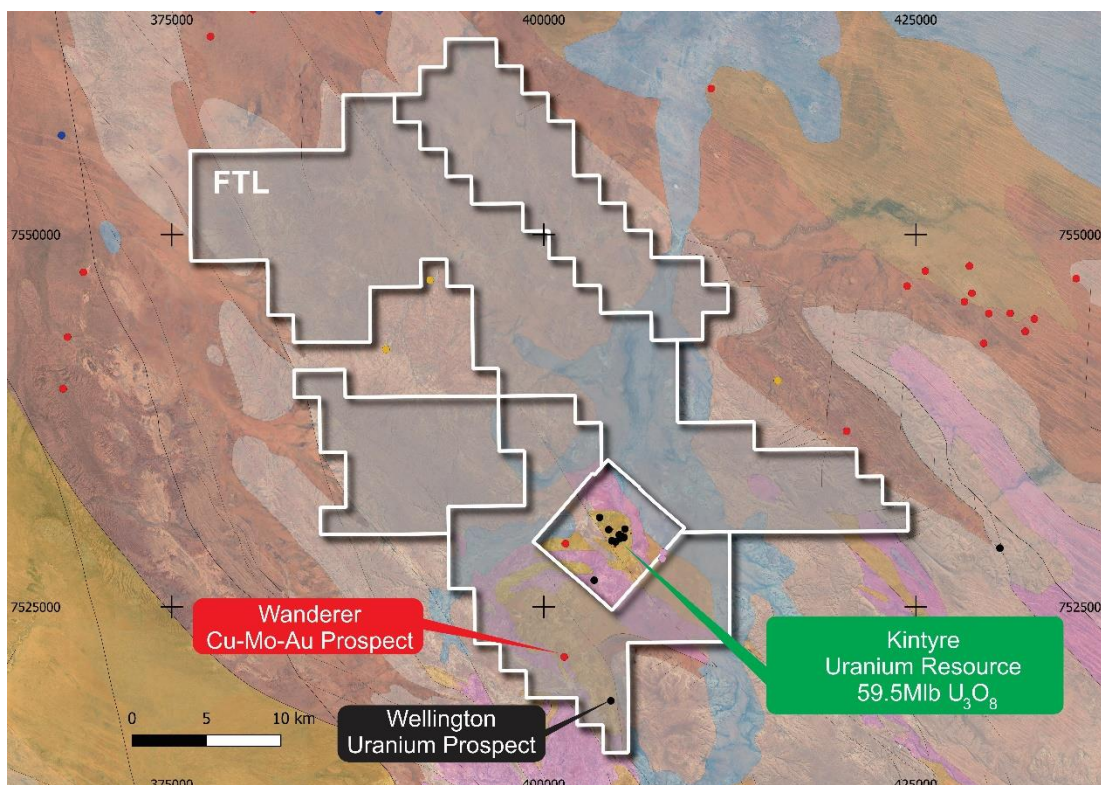 375000 400000 425000
FTL
7550000 755000
7525000 7525000
Wanderer
Cu-Mo-Au Prospect
Kintyre
Uranium Resource
59.5Mlb U₃O₈
Wellington
Uranium Prospect
0 5 10 km
375000 400000 425000